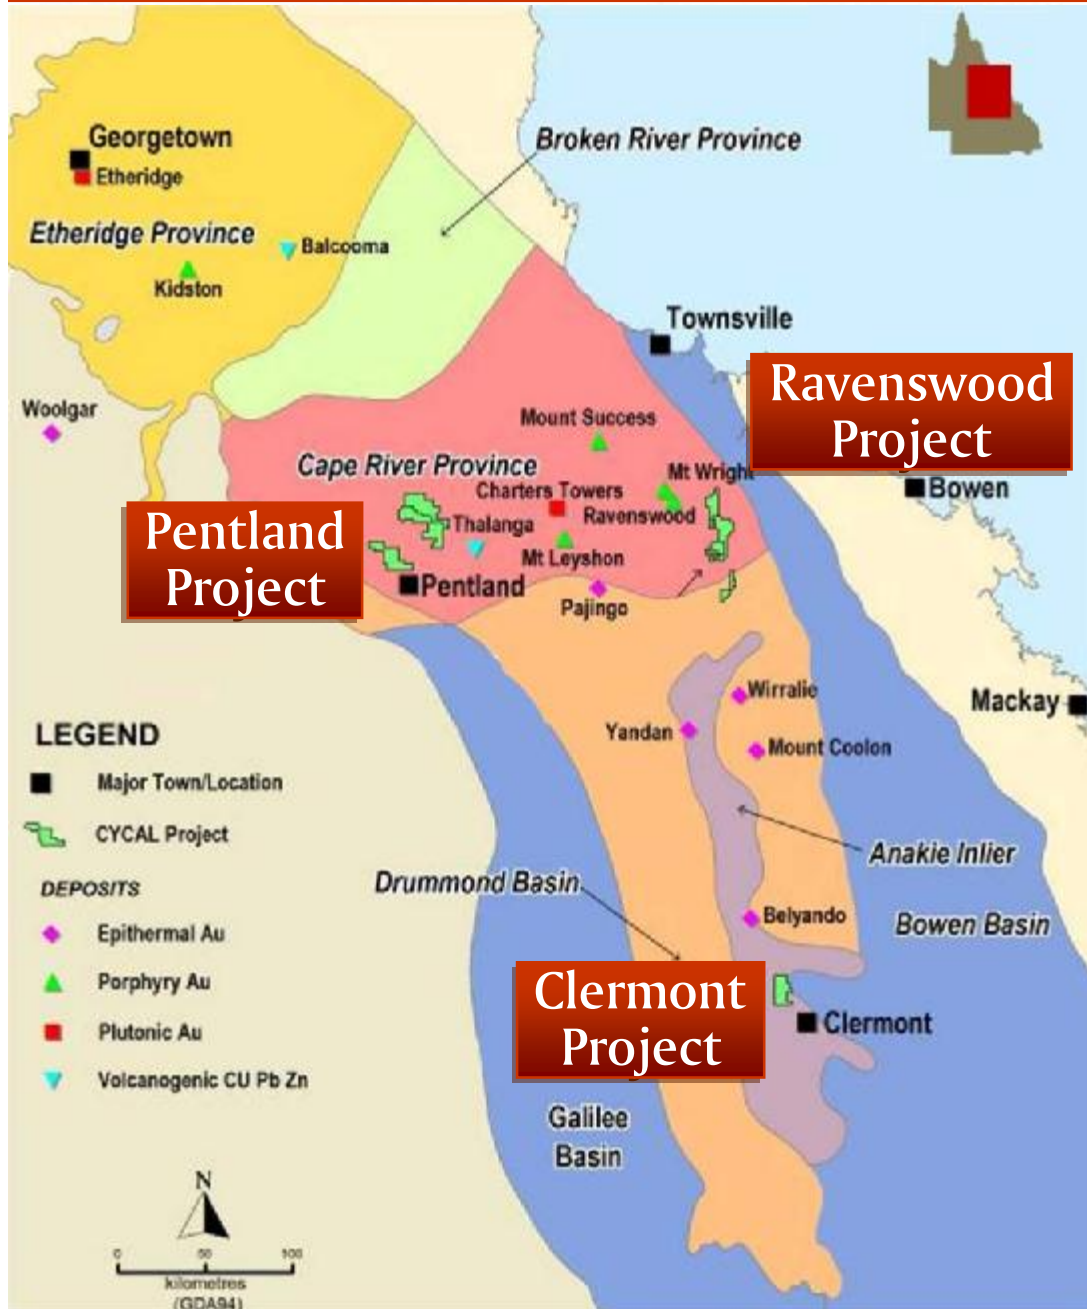 Georgetown
Etheridge
Broken River Province
Etheridge Province
Balcooma
Kidston
Townsville
Ravenswood
Project
Woolgar
Mount Success
Cape River Province
Mt Wright
Charters Towers
Ravenswood
Bowen
Pentland
Project
Thalanga
Mt Leyshon
Pentland
Pajingo
Wirralie
Mackay
Yandan
Mount Coolon
LEGEND
Major Town/Location
CYCAL Project
DEPOSITS
Epithermal Au
Porphyry Au
Plutonic Au
Volcanogenic CU Pb Zn
Anakie Inlier
Drummond Basin
Belyando
Bowen Basin
Clermont
Project
Clermont
Galilee
Basin
N
0 50 100
kilometres
(GDA94)